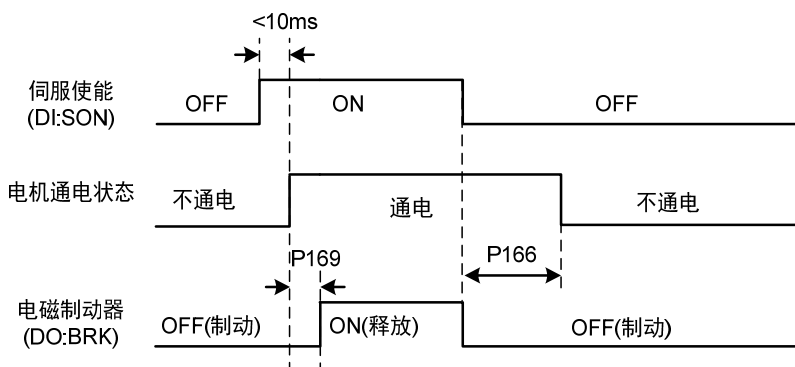 <10ms
伺服使能
(DI:SON)
OFF
ON
OFF
电机通电状态
不通电
通电
不通电
P169
P166
电磁制动器
(DO:BRK)
OFF(制动)
ON(释放)
OFF(制动)